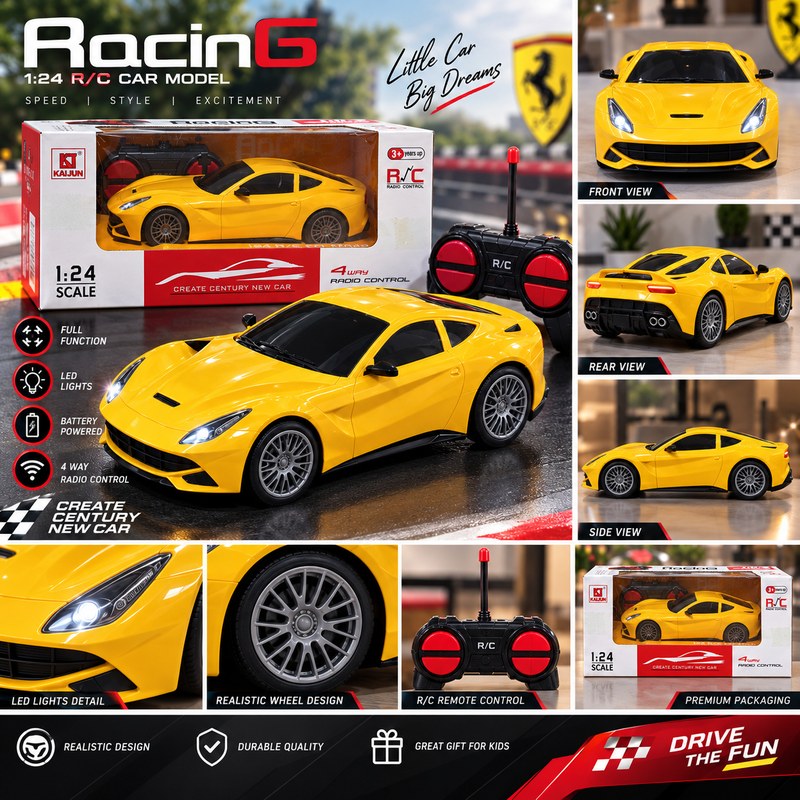 RacinG
1:24 R/C CAR MODEL
SPEED | STYLE | EXCITEMENT
Little Car
Big Dreams
KAIJUN
3+ years up
R/C
RADIO CONTROL
1:24
SCALE
CREATE CENTURY NEW CAR
4 WAY
RADIO CONTROL
R/C
FULL
FUNCTION
LED
LIGHTS
BATTERY
POWERED
4 WAY
RADIO CONTROL
CREATE
CENTURY
NEW CAR
FRONT VIEW
REAR VIEW
SIDE VIEW
LED LIGHTS DETAIL
REALISTIC WHEEL DESIGN
R/C
R/C REMOTE CONTROL
RacinG
KAIJUN
R/C
1:24
SCALE
CREATE CENTURY NEW CAR
4 WAY
RADIO CONTROL
PREMIUM PACKAGING
REALISTIC DESIGN
DURABLE QUALITY
GREAT GIFT FOR KIDS
DRIVE
THE FUN